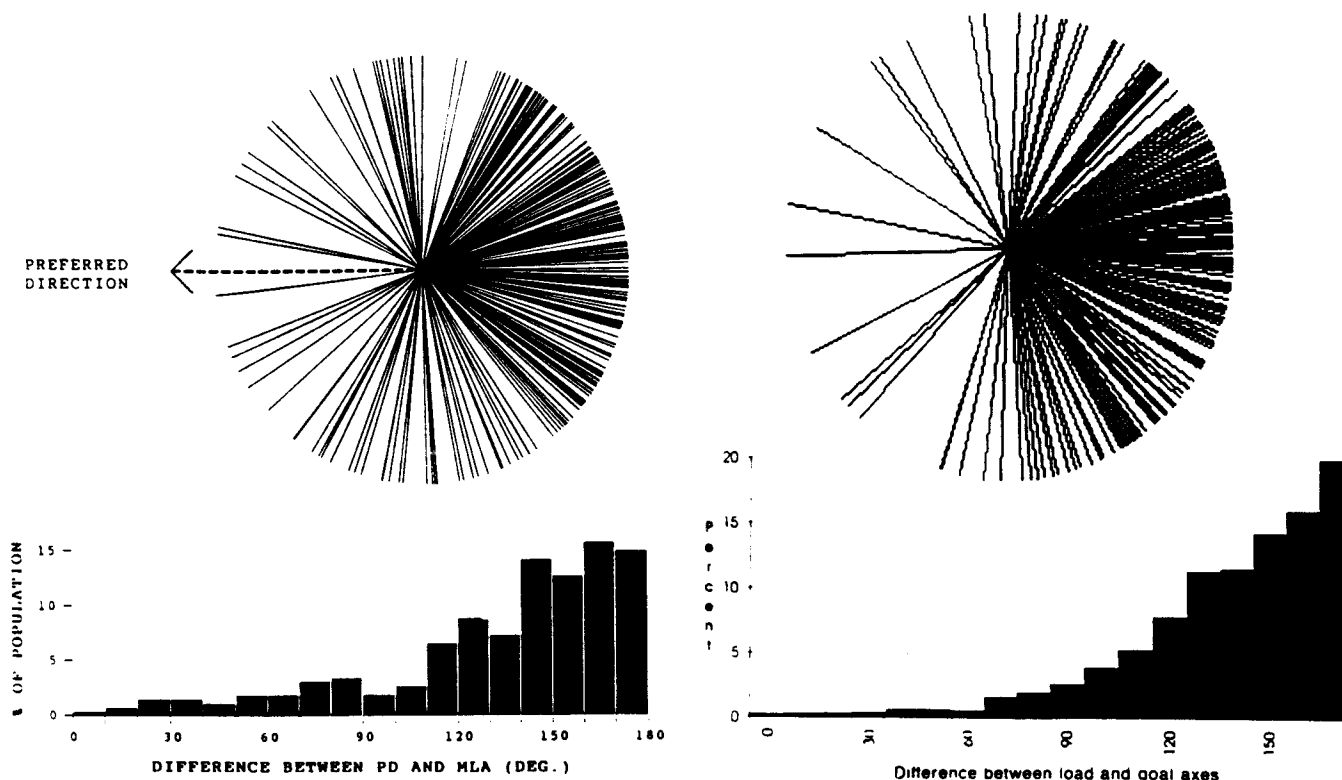 PREFERRED
DIRECTION
% OF POPULATION
15
10
5
0
0 30 60 90 120 150 180
DIFFERENCE BETWEEN PD AND MLA (DEG.)
Percent
20
15
10
5
0
0 30 60 90 120 150
Difference between load and goal axes